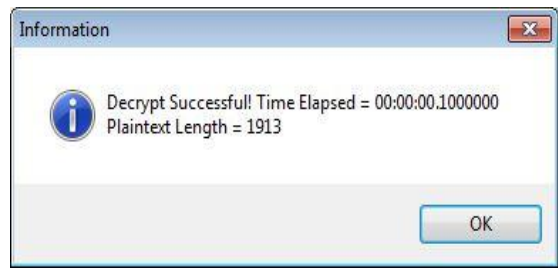 Information
Decrypt Successful! Time Elapsed = 00:00:00.1000000
Plaintext Length = 1913
OK